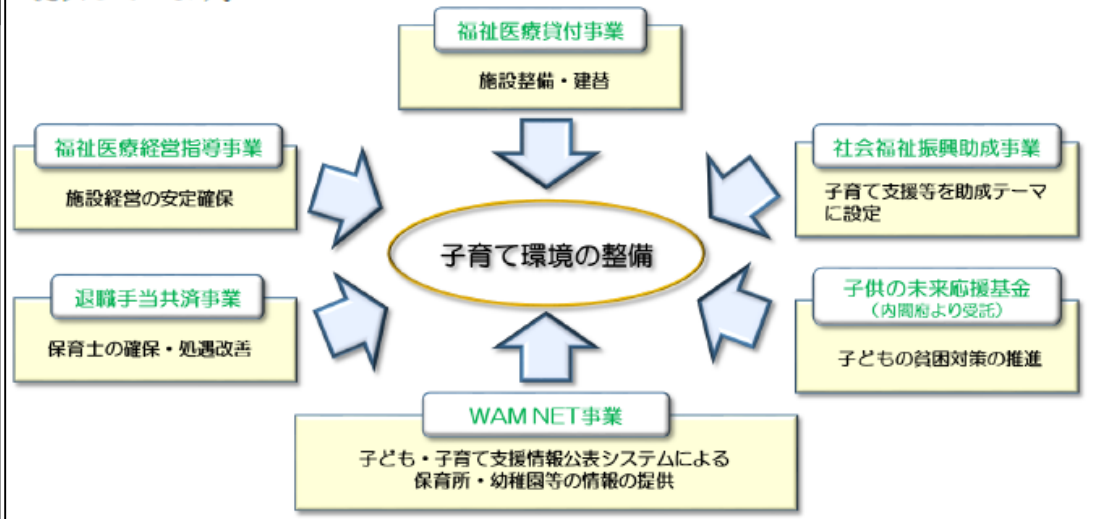 福祉医療貸付事業
施設整備・建替
福祉医療経営指導事業
施設経営の安定確保
社会福祉振興助成事業
子育て支援等を助成テーマ
に設定
子育て環境の整備
退職手当共済事業
保育士の確保・処遇改善
子供の未来応援基金
（内閣府より受託）
子どもの貧困対策の推進
WAM NET事業
子ども・子育て支援情報公表システムによる
保育所・幼稚園等の情報の提供